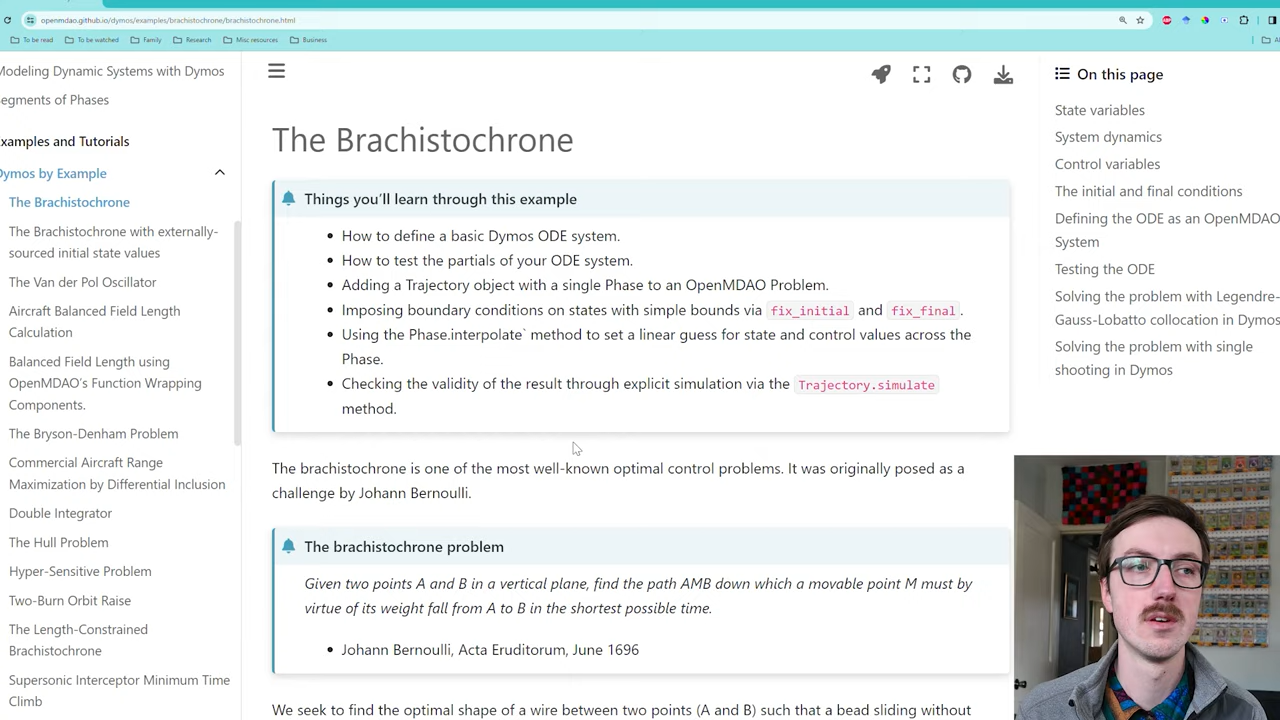 openmdao.github.io/dymos/examples/brachistochrone/brachistochrone.html
To be read
To be watched
Family
Research
Misc resources
Business
Modeling Dynamic Systems with Dymos
Segments of Phases
Examples and Tutorials
Dymos by Example
The Brachistochrone
The Brachistochrone with externally-
sourced initial state values
The Van der Pol Oscillator
Aircraft Balanced Field Length
Calculation
Balanced Field Length using
OpenMDAO's Function Wrapping
Components.
The Bryson-Denham Problem
Commercial Aircraft Range
Maximization by Differential Inclusion
Double Integrator
The Hull Problem
Hyper-Sensitive Problem
Two-Burn Orbit Raise
The Length-Constrained
Brachistochrone
Supersonic Interceptor Minimum Time
Climb
The Brachistochrone
Things you'll learn through this example
How to define a basic Dymos ODE system.
How to test the partials of your ODE system.
Adding a Trajectory object with a single Phase to an OpenMDAO Problem.
Imposing boundary conditions on states with simple bounds via fix_initial and fix_final.
Using the Phase.interpolate` method to set a linear guess for state and control values across the
Phase.
Checking the validity of the result through explicit simulation via the Trajectory.simulate
method.
The brachistochrone is one of the most well-known optimal control problems. It was originally posed as a
challenge by Johann Bernoulli.
The brachistochrone problem
Given two points A and B in a vertical plane, find the path AMB down which a movable point M must by
virtue of its weight fall from A to B in the shortest possible time.
Johann Bernoulli, Acta Eruditorum, June 1696
We seek to find the optimal shape of a wire between two points (A and B) such that a bead sliding without
On this page
State variables
System dynamics
Control variables
The initial and final conditions
Defining the ODE as an OpenMDAO
System
Testing the ODE
Solving the problem with Legendre-
Gauss-Lobatto collocation in Dymos
Solving the problem with single
shooting in Dymos